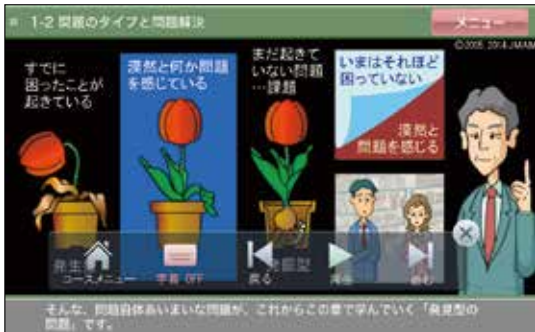 1-2 問題のタイプと問題解決
メニュー
©2005, 2014 JMAM
すでに
困ったことが
起きている
漠然と何か問題
を感じている
まだ起きて
いない問題
…課題
いまはそれほど
困っていない
漠然と
問題を感じる
発生
型
コースメニュー
字幕 OFF
戻る
再生
進む
そんな、問題自体あいまいな問題が、これからこの章で学んでいく「発見型の
問題」です。